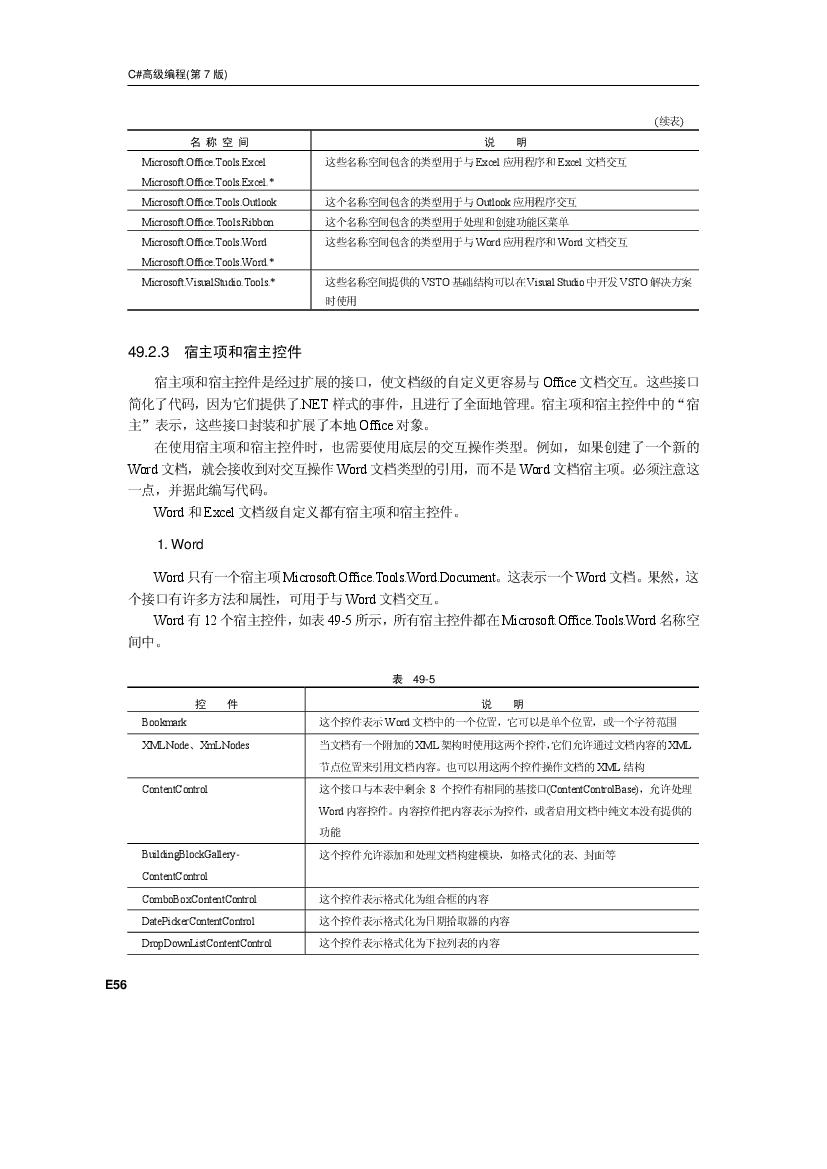 C#高级编程(第 7 版)
(续表)
名 称 空 间 说 明
Microsoft.Office.Tools.Excel 这些名称空间包含的类型用于与 Excel 应用程序和 Excel 文档交互
Microsoft.Office.Tools.Excel.*
Microsoft.Office.Tools.Outlook 这个名称空间包含的类型用于与 Outlook 应用程序交互
Microsoft.Office.Tools.Ribbon 这个名称空间包含的类型用于处理和创建功能区菜单
Microsoft.Office.Tools.Word 这些名称空间包含的类型用于与 Word 应用程序和 Word 文档交互
Microsoft.Office.Tools.Word.*
Microsoft.VisualStudio.Tools.* 这些名称空间提供的 VSTO 基础结构可以在 Visual Studio 中开发 VSTO 解决方案
时使用
49.2.3 宿主项和宿主控件
宿主项和宿主控件是经过扩展的接口，使文档级的自定义更容易与 Office 文档交互。这些接口
简化了代码，因为它们提供了.NET 样式的事件，且进行了全面地管理。宿主项和宿主控件中的“宿
主”表示，这些接口封装和扩展了本地 Office 对象。
在使用宿主项和宿主控件时，也需要使用底层的交互操作类型。例如，如果创建了一个新的
Word 文档，就会接收到对交互操作 Word 文档类型的引用，而不是 Word 文档宿主项。必须注意这
一点，并据此编写代码。
Word 和 Excel 文档级自定义都有宿主项和宿主控件。
1. Word
Word 只有一个宿主项 Microsoft.Office.Tools.Word.Document。这表示一个 Word 文档。果然，这
个接口有许多方法和属性，可用于与 Word 文档交互。
Word 有 12 个宿主控件，如表 49-5 所示，所有宿主控件都在 Microsoft.Office.Tools.Word 名称空
间中。
表 49-5
控 件 说 明
Bookmark 这个控件表示 Word 文档中的一个位置，它可以是单个位置，或一个字符范围
XMLNode、XmLNodes 当文档有一个附加的 XML 架构时使用这两个控件，它们允许通过文档内容的 XML
节点位置来引用文档内容。也可以用这两个控件操作文档的 XML 结构
ContentControl 这个接口与本表中剩余 8 个控件有相同的基接口(ContentControlBase)，允许处理
Word 内容控件。内容控件把内容表示为控件，或者启用文档中纯文本没有提供的
功能
BuildingBlockGallery- 这个控件允许添加和处理文档构建模块，如格式化的表、封面等
ContentControl
ComboBoxContentControl 这个控件表示格式化为组合框的内容
DatePickerContentControl 这个控件表示格式化为日期拾取器的内容
DropDownListContentControl 这个控件表示格式化为下拉列表的内容
E56